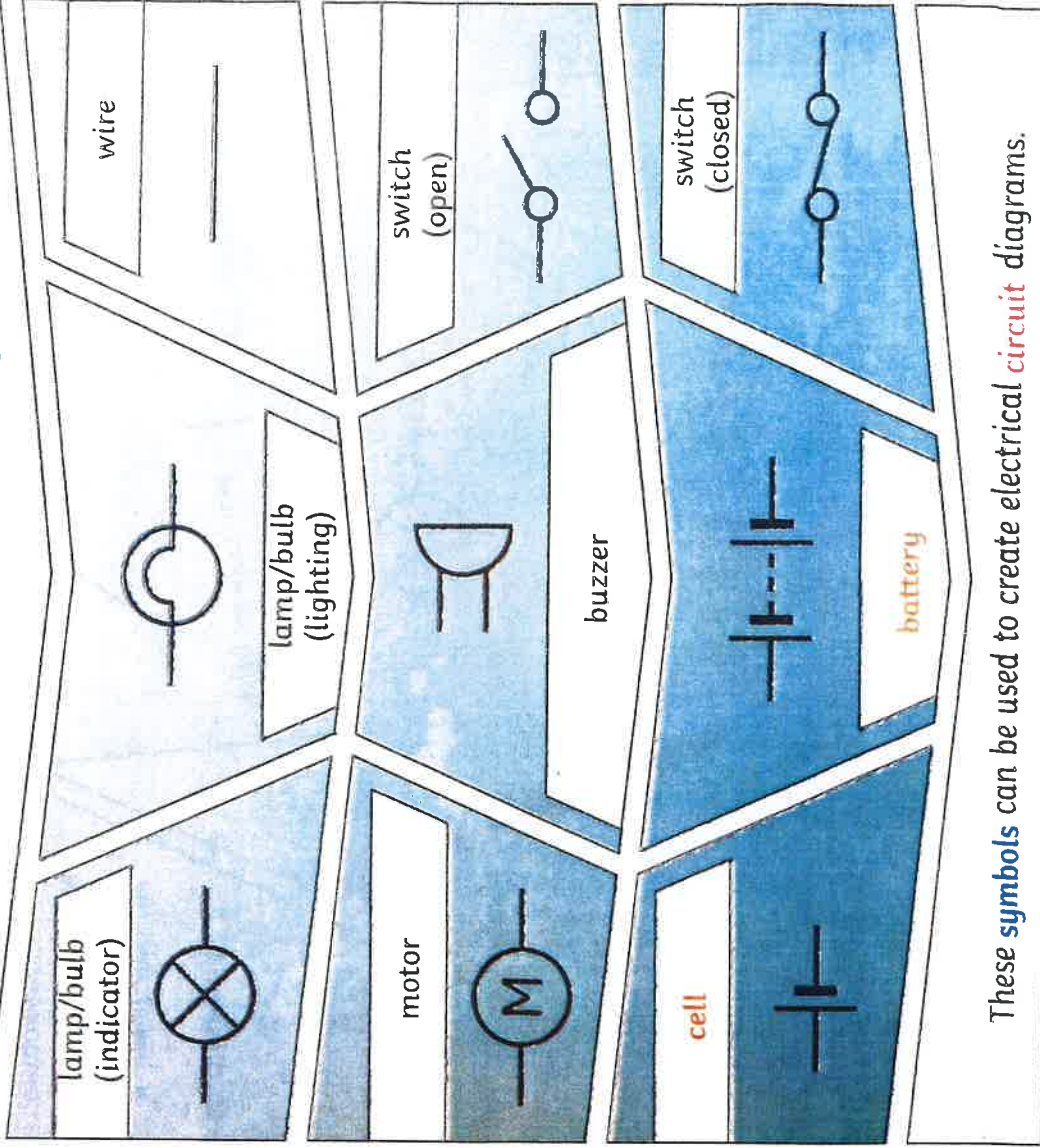 lamp/bulb
(indicator)
lamp/bulb
(lighting)
wire
motor
M
buzzer
switch
(open)
cell
battery
switch
(closed)
These symbols can be used to create electrical circuit diagrams.